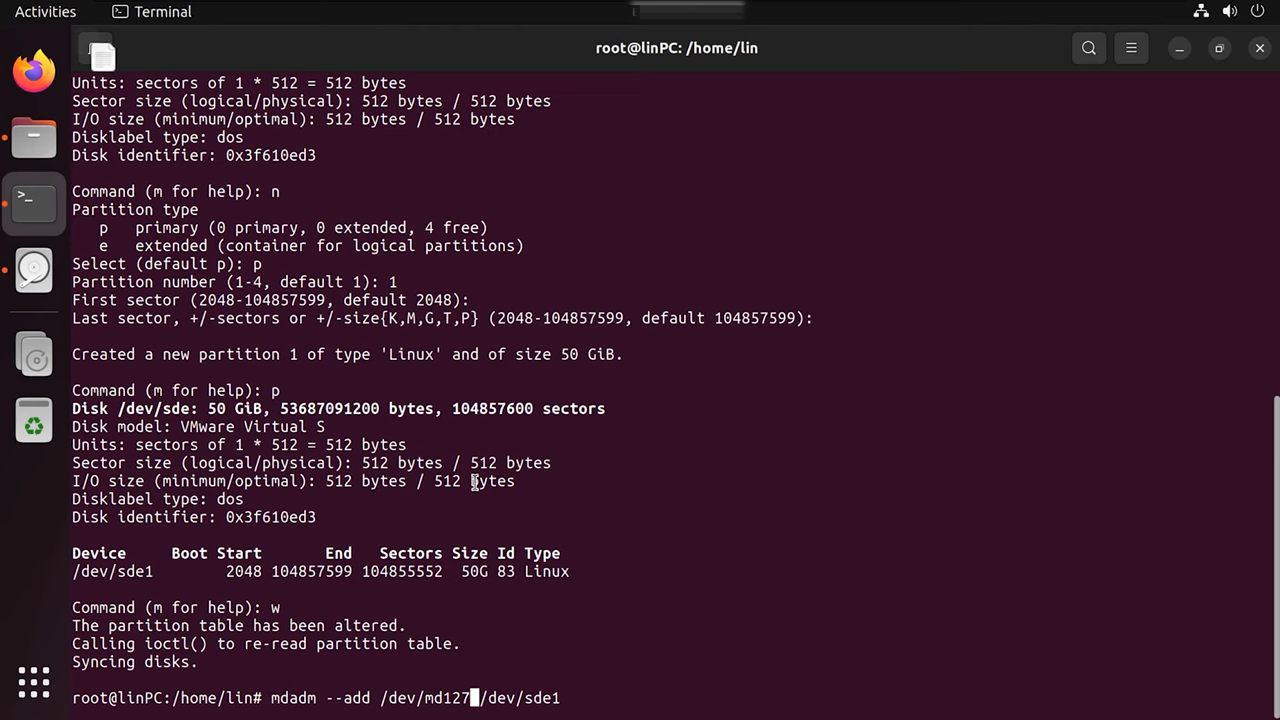 Activities
Terminal
root@linPC: /home/lin
Units: sectors of 1 * 512 = 512 bytes
Sector size (logical/physical): 512 bytes / 512 bytes
I/O size (minimum/optimal): 512 bytes / 512 bytes
Disklabel type: dos
Disk identifier: 0x3f610ed3
Command (m for help): n
Partition type
p primary (0 primary, 0 extended, 4 free)
e extended (container for logical partitions)
Select (default p): p
Partition number (1-4, default 1): 1
First sector (2048-104857599, default 2048):
Last sector, +/-sectors or +/-size{K,M,G,T,P} (2048-104857599, default 104857599):
Created a new partition 1 of type 'Linux' and of size 50 GiB.
Command (m for help): p
Disk /dev/sde: 50 GiB, 53687091200 bytes, 104857600 sectors
Disk model: VMware Virtual S
Units: sectors of 1 * 512 = 512 bytes
Sector size (logical/physical): 512 bytes / 512 bytes
I/O size (minimum/optimal): 512 bytes / 512 bytes
Disklabel type: dos
Disk identifier: 0x3f610ed3
Device Boot Start End Sectors Size Id Type
/dev/sde1 2048 104857599 104855552 50G 83 Linux
Command (m for help): w
The partition table has been altered.
Calling ioctl() to re-read partition table.
Syncing disks.
root@linPC:/home/lin# mdadm --add /dev/md127 /dev/sde1